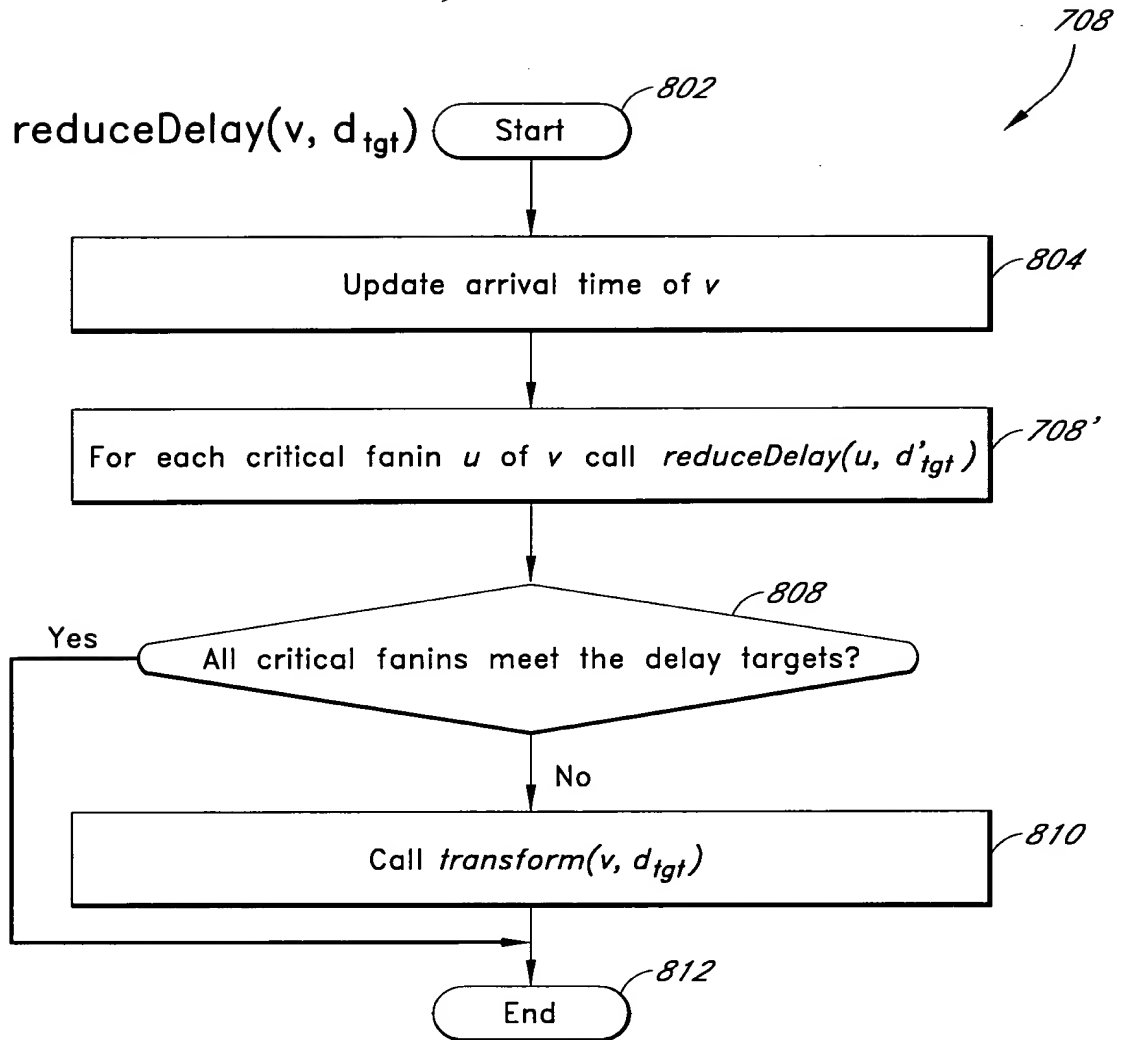 708
802
reduceDelay(v, d_tgt) Start
Update arrival time of v
804
For each critical fanin u of v call reduceDelay(u, d'_tgt)
708'
808
Yes
All critical fanins meet the delay targets?
No
Call transform(v, d_tgt)
810
812
End